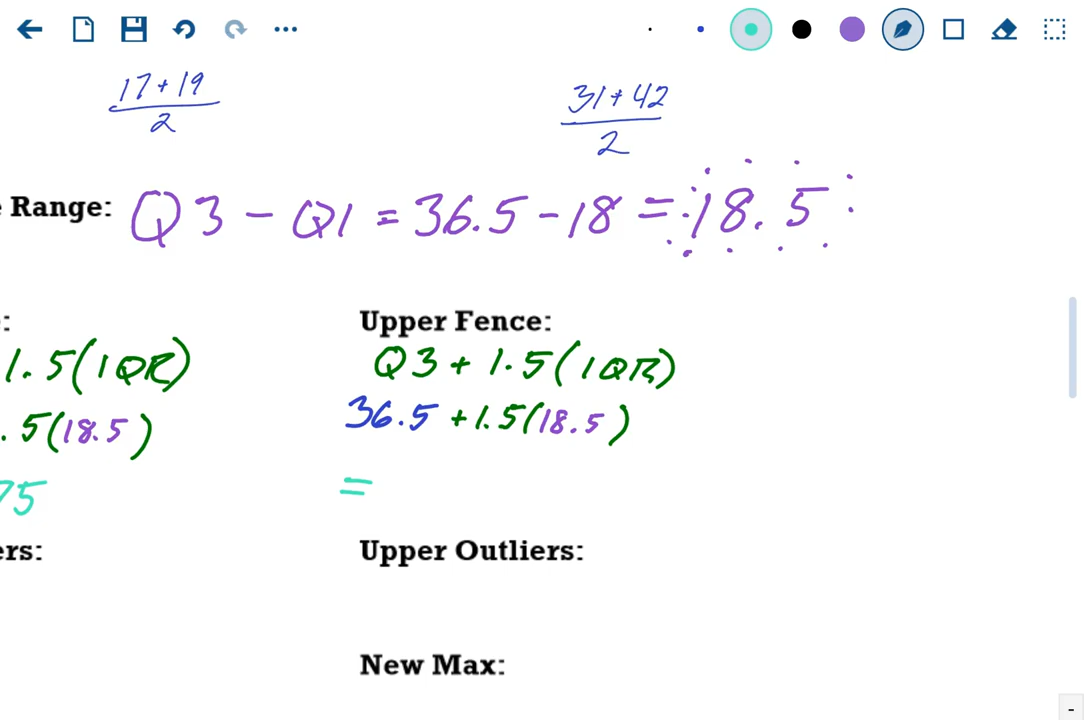 17 + 19
2
31 + 42
2
Range: Q3 - Q1 = 36.5 - 18 = 18.5
: Upper Fence:
1.5(IQR) Q3 + 1.5(IQR)
.5(18.5) 36.5 + 1.5(18.5)
75 =
ers: Upper Outliers:
New Max: